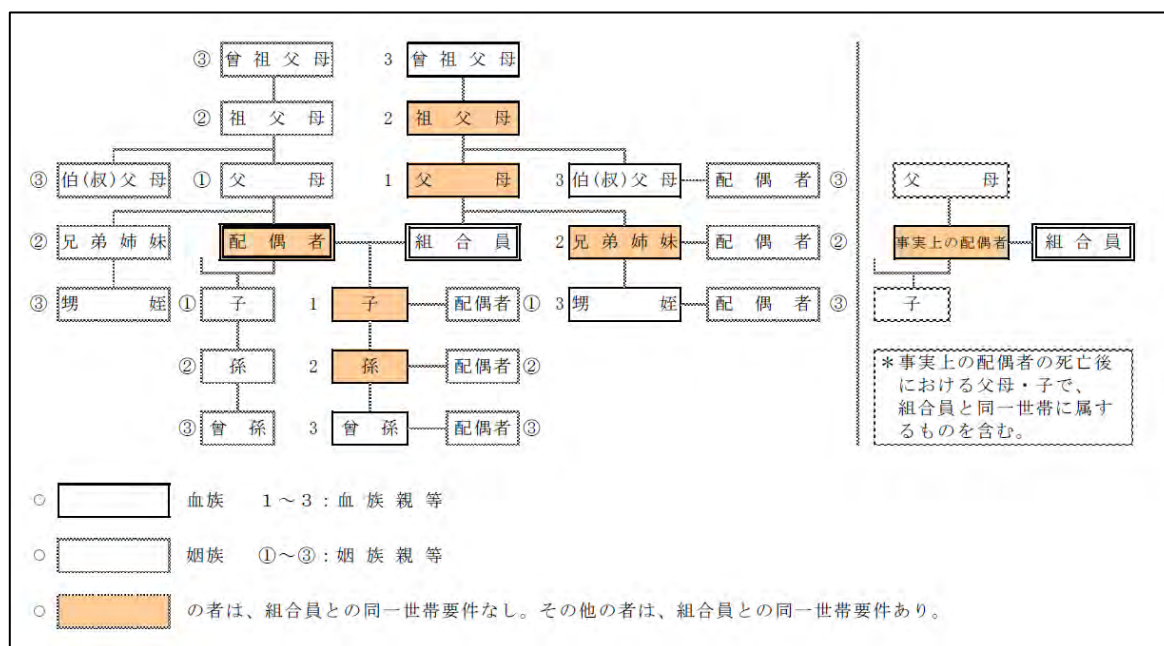 ③ 曾祖父母 3 曾祖父母
② 祖父母 2 祖父母
③ 伯(叔)父母 ① 父母 1 父母 3 伯(叔)父母 配偶者 ③ 父母
② 兄弟姉妹 配偶者 組合員 2 兄弟姉妹 配偶者 ② 事実上の配偶者 組合員
③ 甥姪 ① 子 1 子 配偶者 ① 3 甥姪 配偶者 ③ 子
② 孫 2 孫 配偶者 ②
③ 曾孫 3 曾孫 配偶者 ③
*事実上の配偶者の死亡後
における父母・子で、
組合員と同一世帯に属す
るものを含む。
○ 血族 1～3：血族親等
○ 姻族 ①～③：姻族親等
○ の者は、組合員との同一世帯要件なし。その他の者は、組合員との同一世帯要件あり。